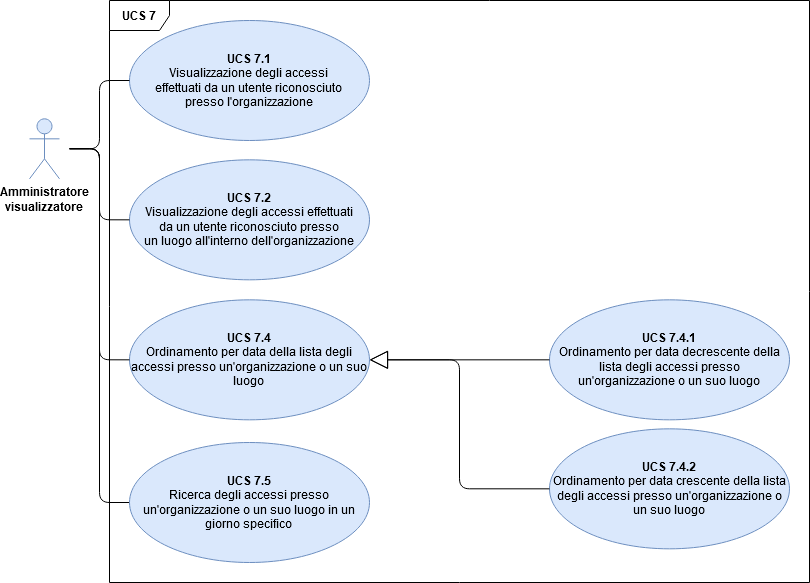 UCS 7
UCS 7.1
Visualizzazione degli accessi
effettuati da un utente riconosciuto
presso l'organizzazione
Amministratore
visualizzatore
UCS 7.2
Visualizzazione degli accessi effettuati
da un utente riconosciuto presso
un luogo all'interno dell'organizzazione
UCS 7.4
Ordinamento per data della lista degli
accessi presso un'organizzazione o un suo
luogo
UCS 7.4.1
Ordinamento per data decrescente della
lista degli accessi presso
un'organizzazione o un suo luogo
UCS 7.5
Ricerca degli accessi presso
un'organizzazione o un suo luogo in un
giorno specifico
UCS 7.4.2
Ordinamento per data crescente della lista
degli accessi presso un'organizzazione o
un suo luogo